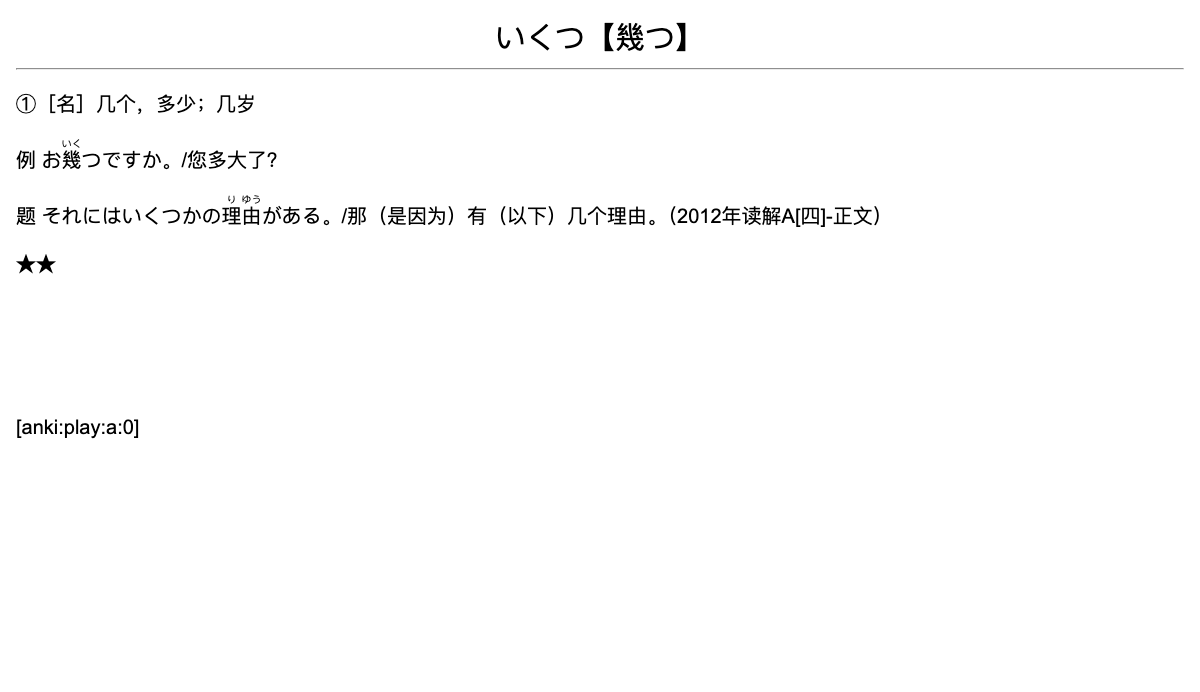 いくつ【幾つ】
①［名］几个，多少；几岁
いく
例 お幾つですか。/您多大了?
り ゆう
题 それにはいくつかの理由がある。/那（是因为）有（以下）几个理由。（2012年读解A[四]-正文）
★★
[anki:play:a:0]